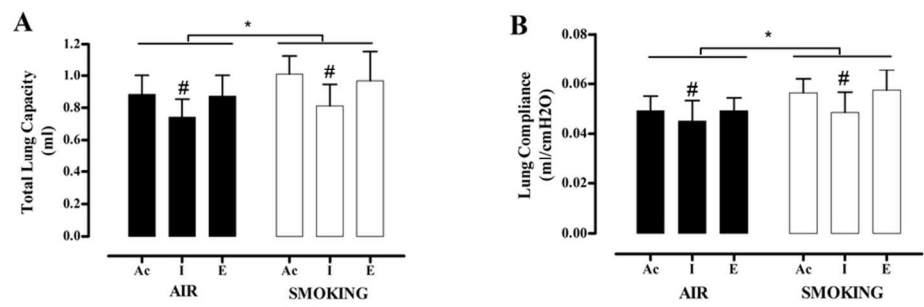 A
*
Total Lung Capacity
(ml)
1.2
1.0
0.8
0.6
0.4
0.2
0.0
#
#
Ac I E Ac I E
AIR SMOKING
B
*
Lung Compliance
(ml/cmH2O)
0.08
0.06
0.04
0.02
0.00
#
#
Ac I E Ac I E
AIR SMOKING